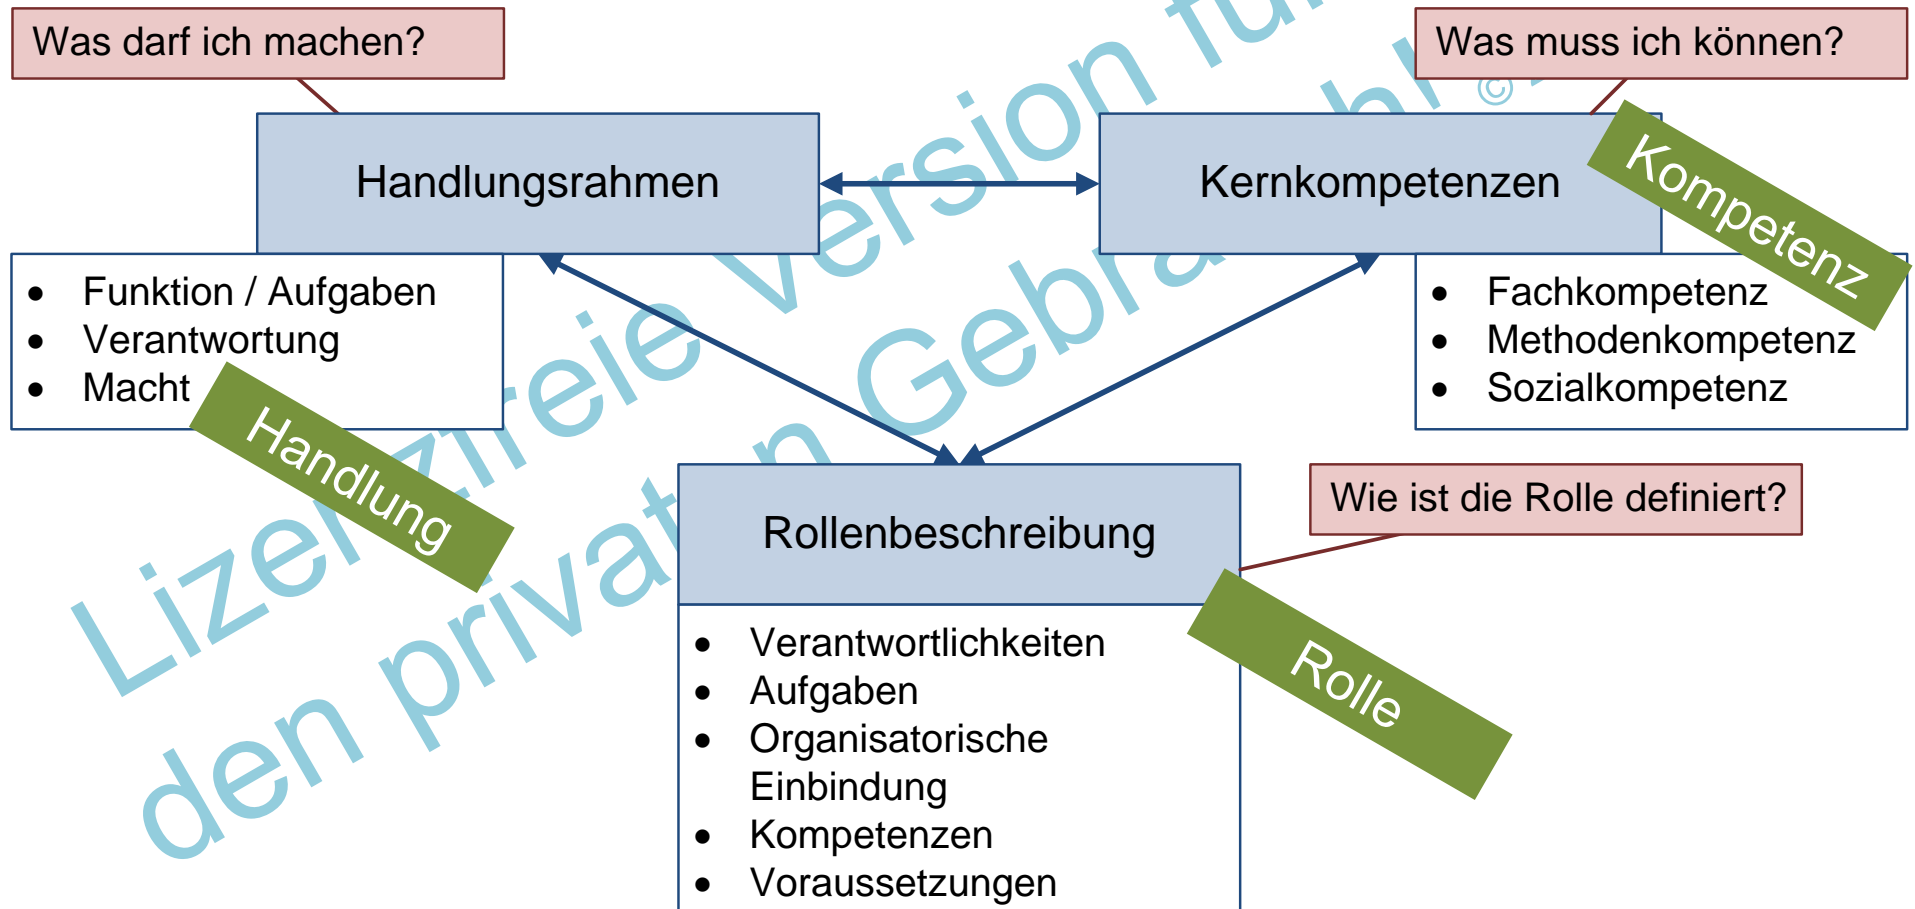 Was darf ich machen?
Was muss ich können?
Handlungsrahmen
Kernkompetenzen
Kompetenz
• Funktion / Aufgaben
• Verantwortung
• Macht
Handlung
• Fachkompetenz
• Methodenkompetenz
• Sozialkompetenz
Rollenbeschreibung
Wie ist die Rolle definiert?
Rolle
• Verantwortlichkeiten
• Aufgaben
• Organisatorische
Einbindung
• Kompetenzen
• Voraussetzungen
Lizenzfreie Version für
den privaten Gebrauch!
©